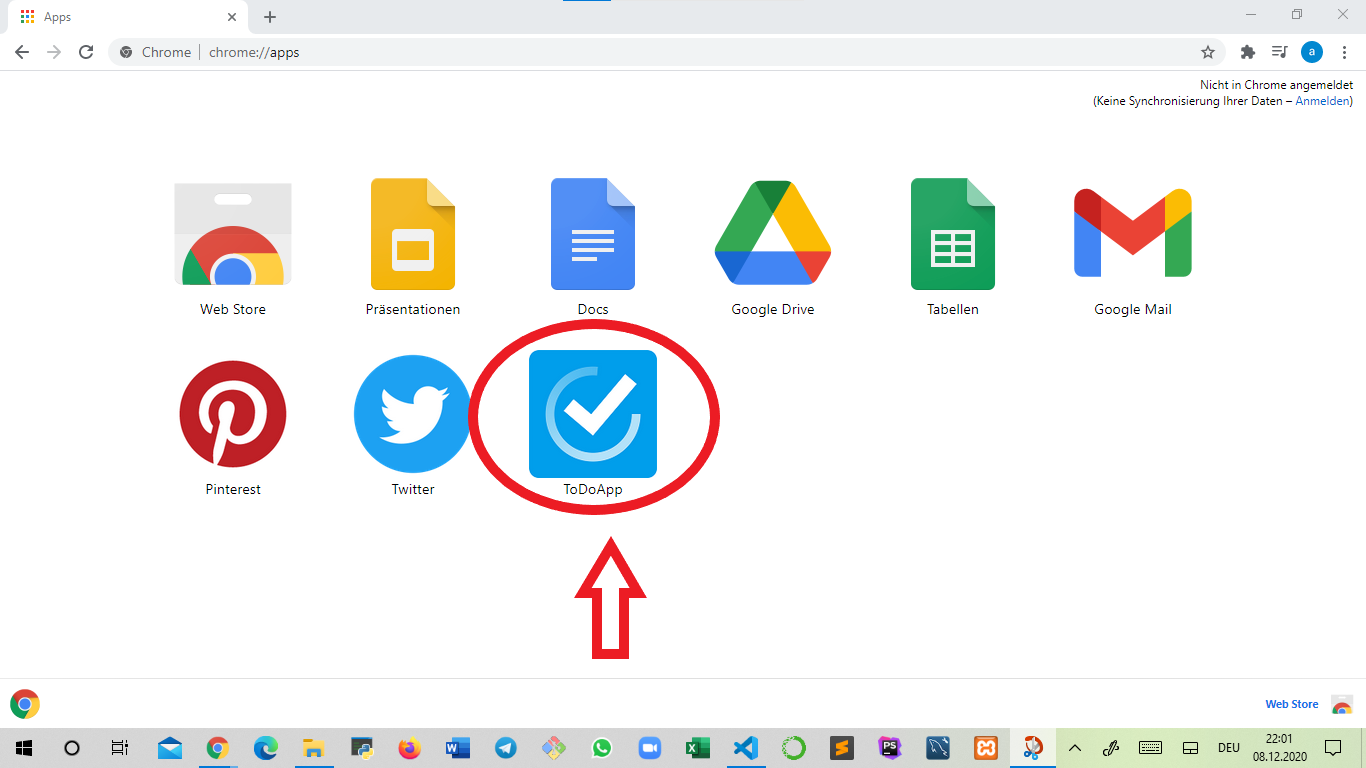 Apps
Chrome
chrome://apps
a
Nicht in Chrome angemeldet
(Keine Synchronisierung Ihrer Daten – Anmelden)
Web Store
Präsentationen
Docs
Google Drive
Tabellen
Google Mail
Pinterest
Twitter
ToDoApp
Web Store
W
X
S
PS
DEU
22:01
08.12.2020